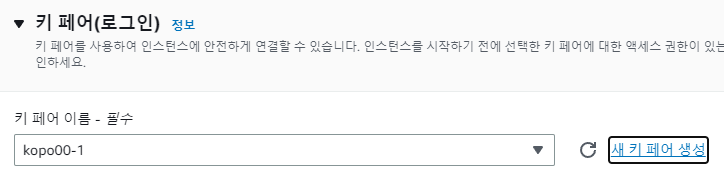 키 페어(로그인) 정보
키 페어를 사용하여 인스턴스에 안전하게 연결할 수 있습니다. 인스턴스를 시작하기 전에 선택한 키 페어에 대한 액세스 권한이 있는
인하세요.
키 페어 이름 - 필수
kopo00-1 새 키 페어 생성